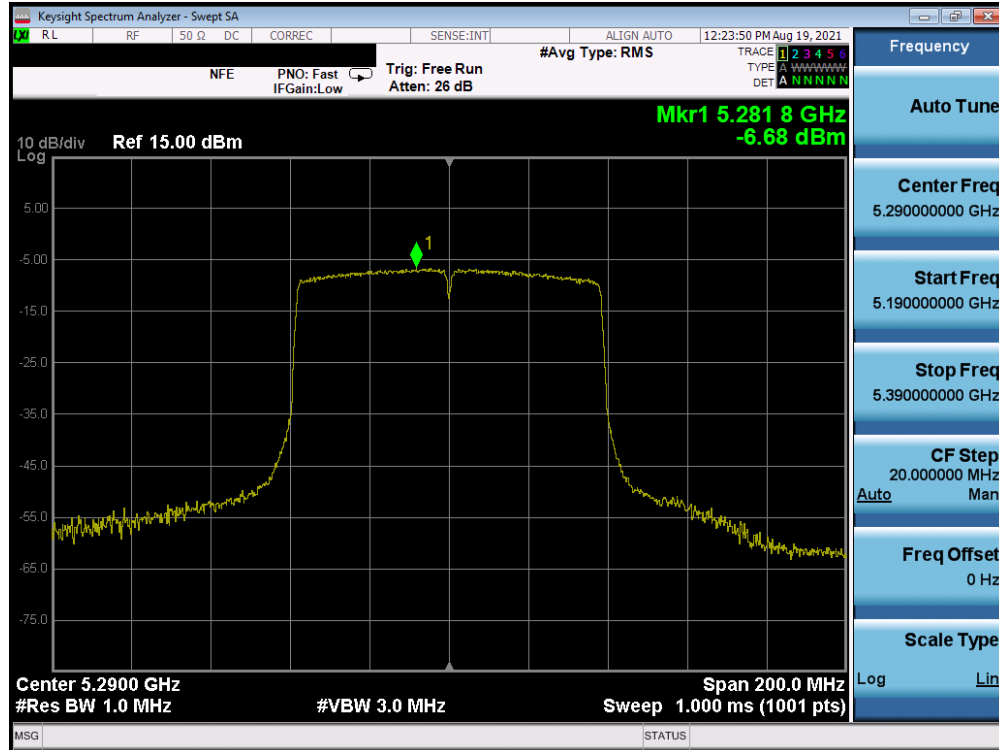 Keysight Spectrum Analyzer - Swept SA
LXI RL RF 50 Ω DC CORREC SENSE:INT ALIGN AUTO 12:23:50 PM Aug 19, 2021
NFE PNO: Fast IFGain:Low Trig: Free Run Atten: 26 dB #Avg Type: RMS
TRACE 1 2 3 4 5 6
TYPE A WWWWW
DET A N N N N N
Mkr1 5.281 8 GHz
-6.68 dBm
10 dB/div Ref 15.00 dBm
Log
1
5.00
-5.00
-15.0
-25.0
-35.0
-45.0
-55.0
-65.0
-75.0
Center 5.2900 GHz Span 200.0 MHz
#Res BW 1.0 MHz #VBW 3.0 MHz Sweep 1.000 ms (1001 pts)
MSG STATUS
Frequency
Auto Tune
Center Freq
5.290000000 GHz
Start Freq
5.190000000 GHz
Stop Freq
5.390000000 GHz
CF Step
20.000000 MHz
Auto Man
Freq Offset
0 Hz
Scale Type
Log Lin